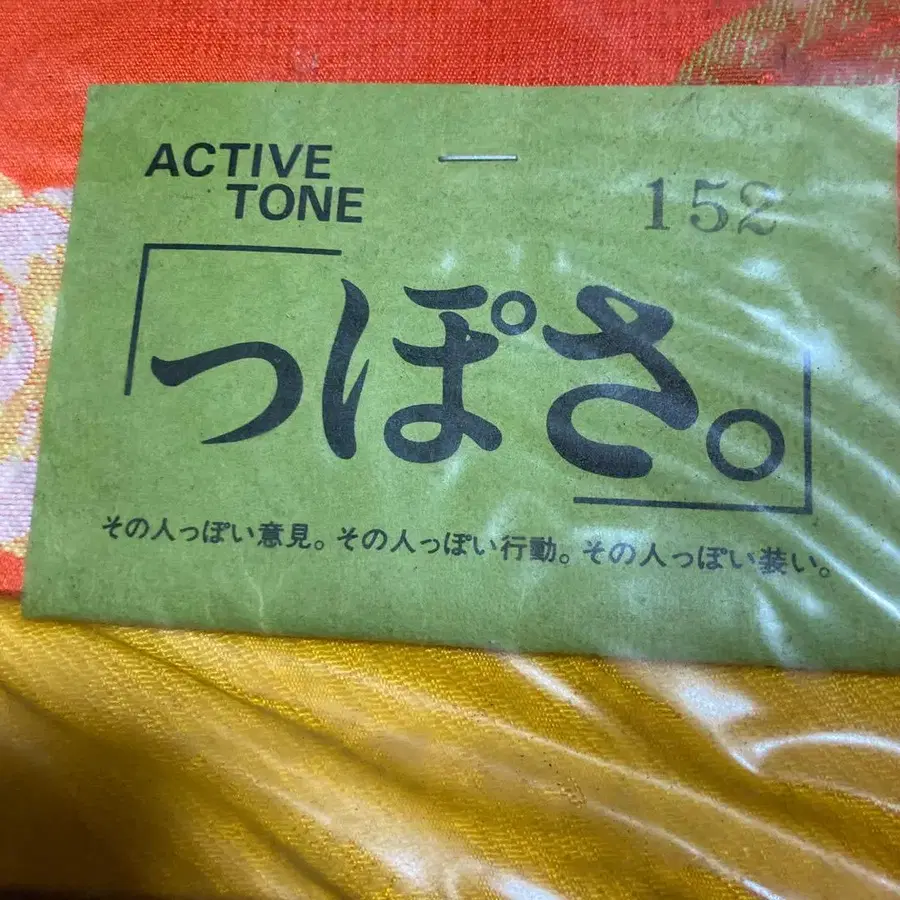 ACTIVE
TONE
152
「っぽさ。」
その人っぽい意見。その人っぽい行動。その人っぽい装い。